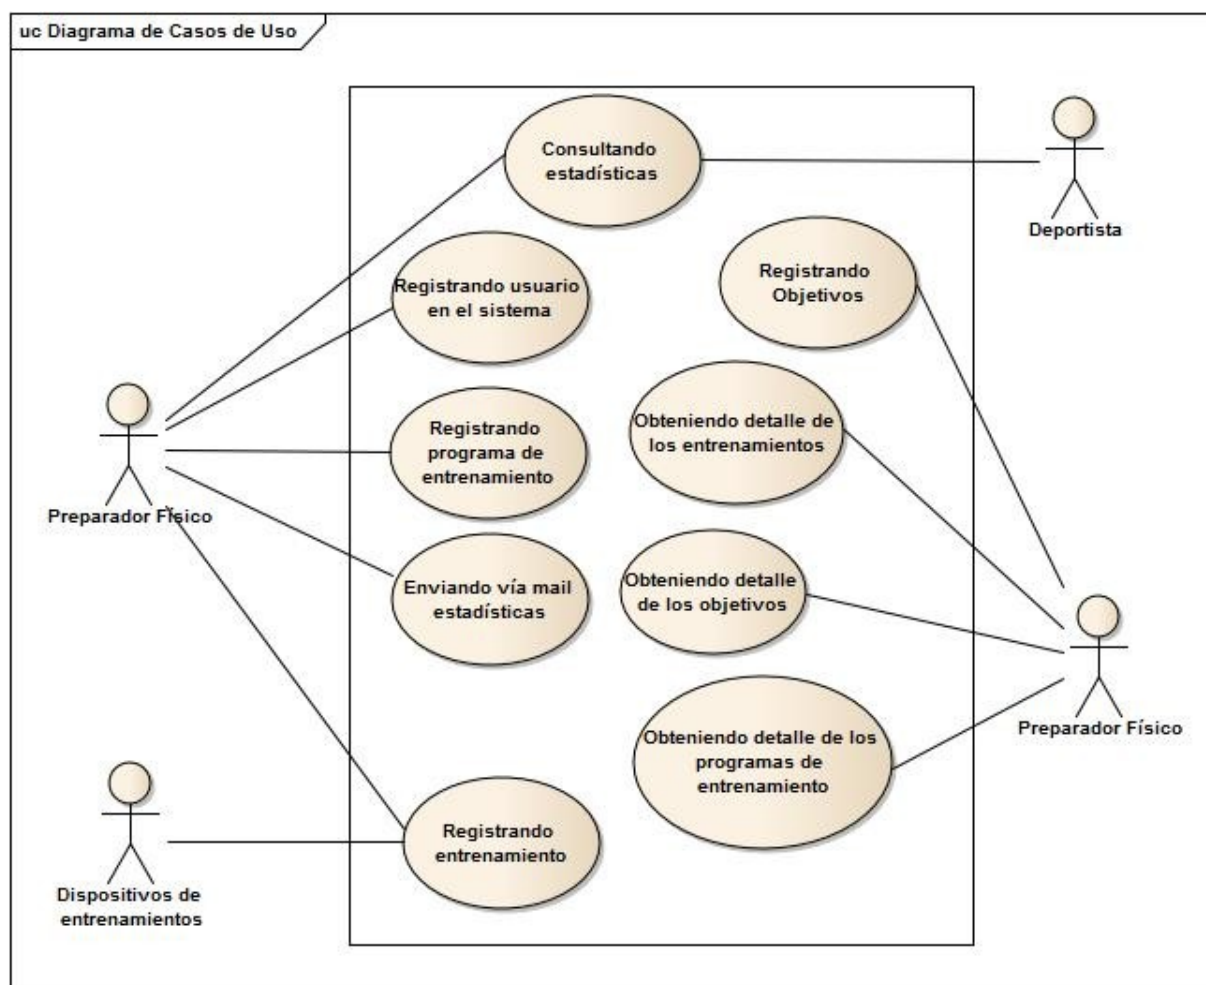 uc Diagrama de Casos de Uso
Consultando
estadísticas
Deportista
Registrando usuario
en el sistema
Registrando
Objetivos
Registrando
programa de
entrenamiento
Obteniendo detalle de
los entrenamientos
Preparador Físico
Enviando vía mail
estadísticas
Obteniendo detalle
de los objetivos
Preparador Físico
Obteniendo detalle de los
programas de
entrenamiento
Registrando
entrenamiento
Dispositivos de
entrenamientos